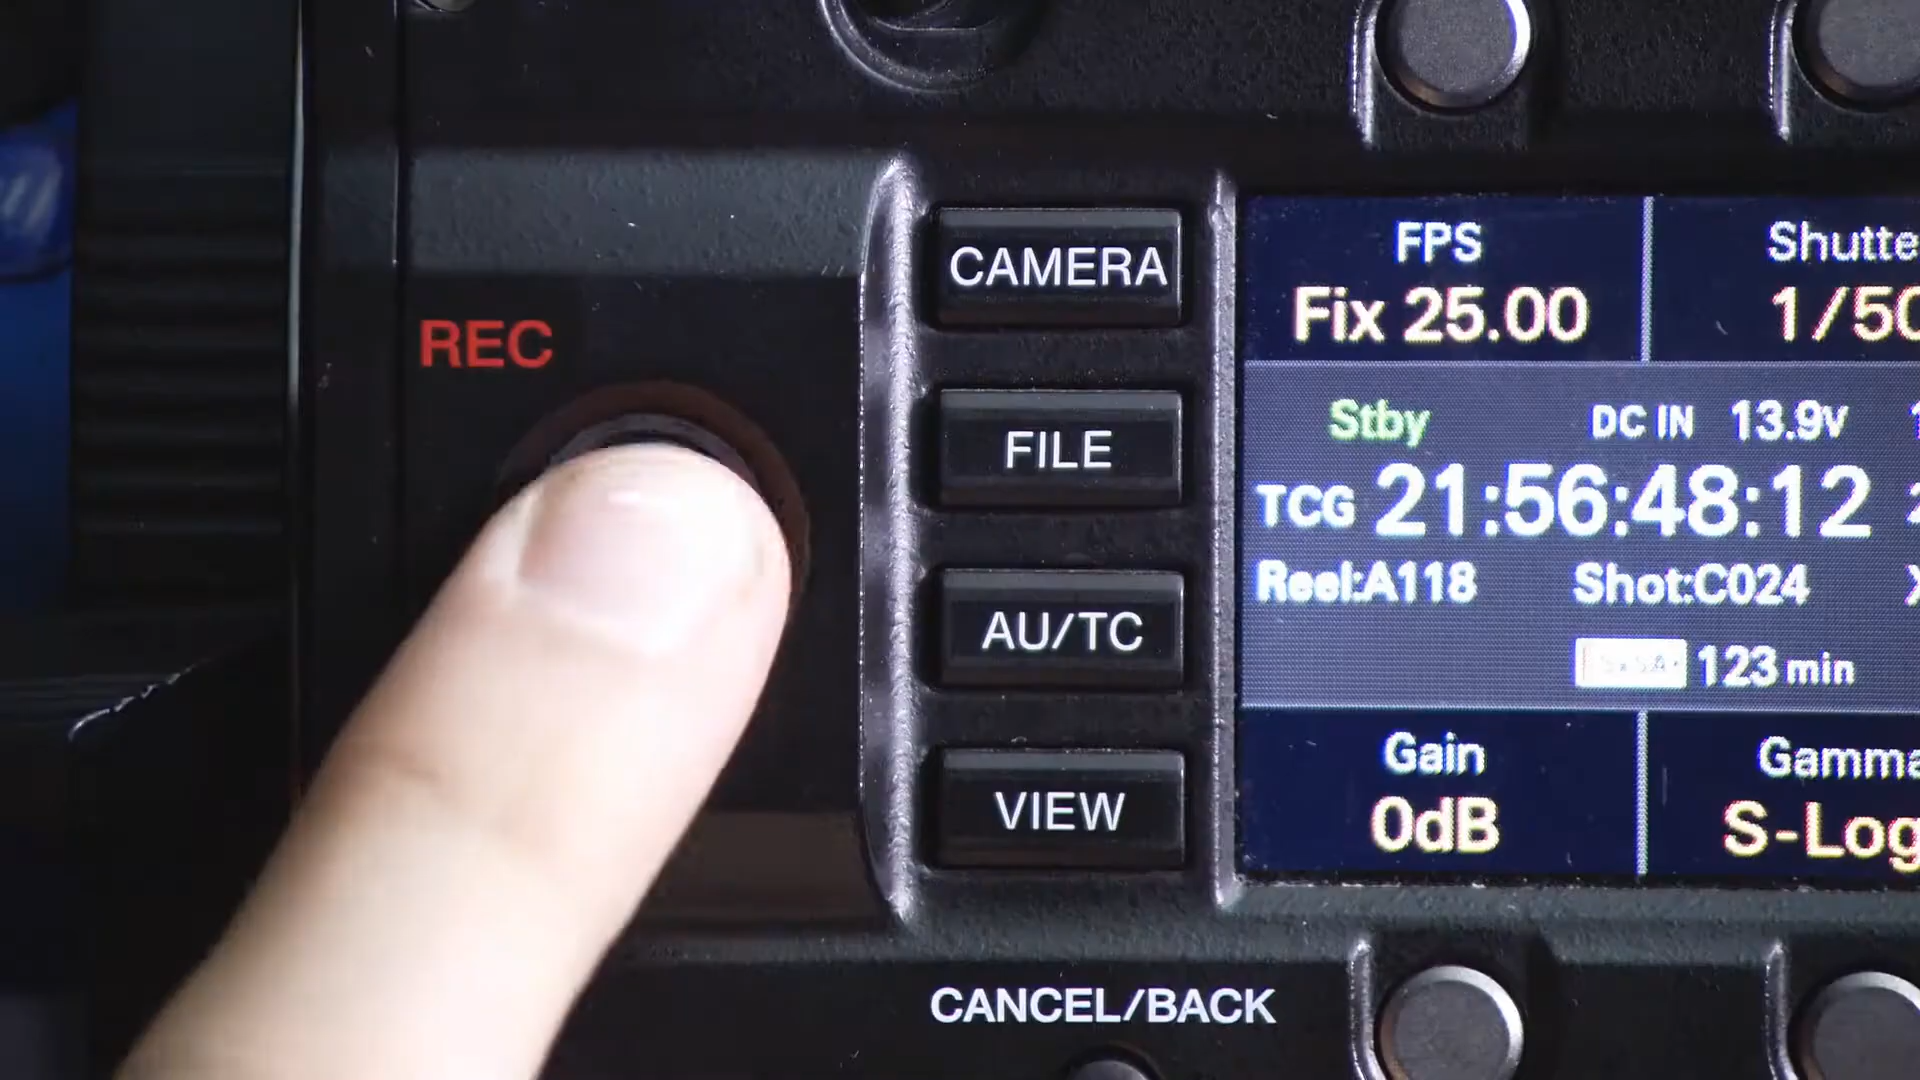 REC
CAMERA
FILE
AU/TC
VIEW
CANCEL/BACK
FPS
Fix 25.00
Shutte
1/50
Stby
DC IN 13.9V
TCG 21:56:48:12
Reel:A118
Shot:C024
123 min
Gain
0dB
Gamma
S-Log